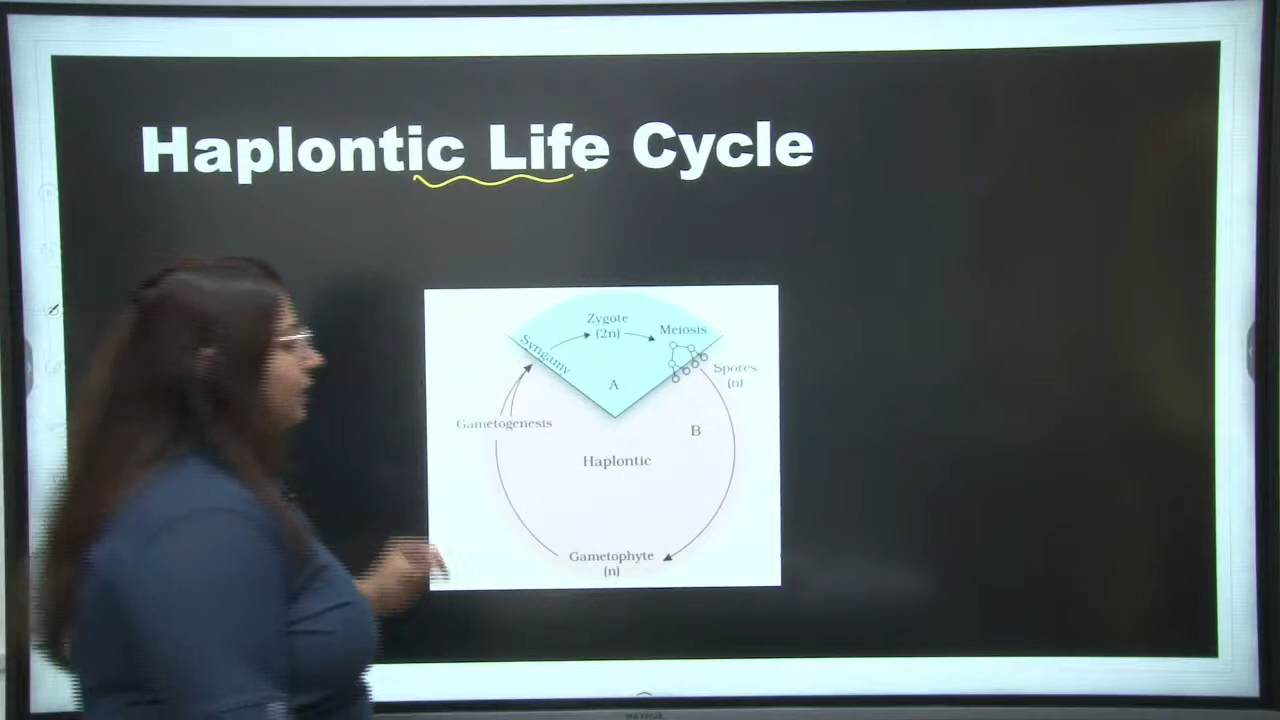 Haplontic Life Cycle
Zygote
(2n)
Meiosis
Syngamy
Spores
(n)
A
Gametogenesis
B
Haplontic
Gametophyte
(n)